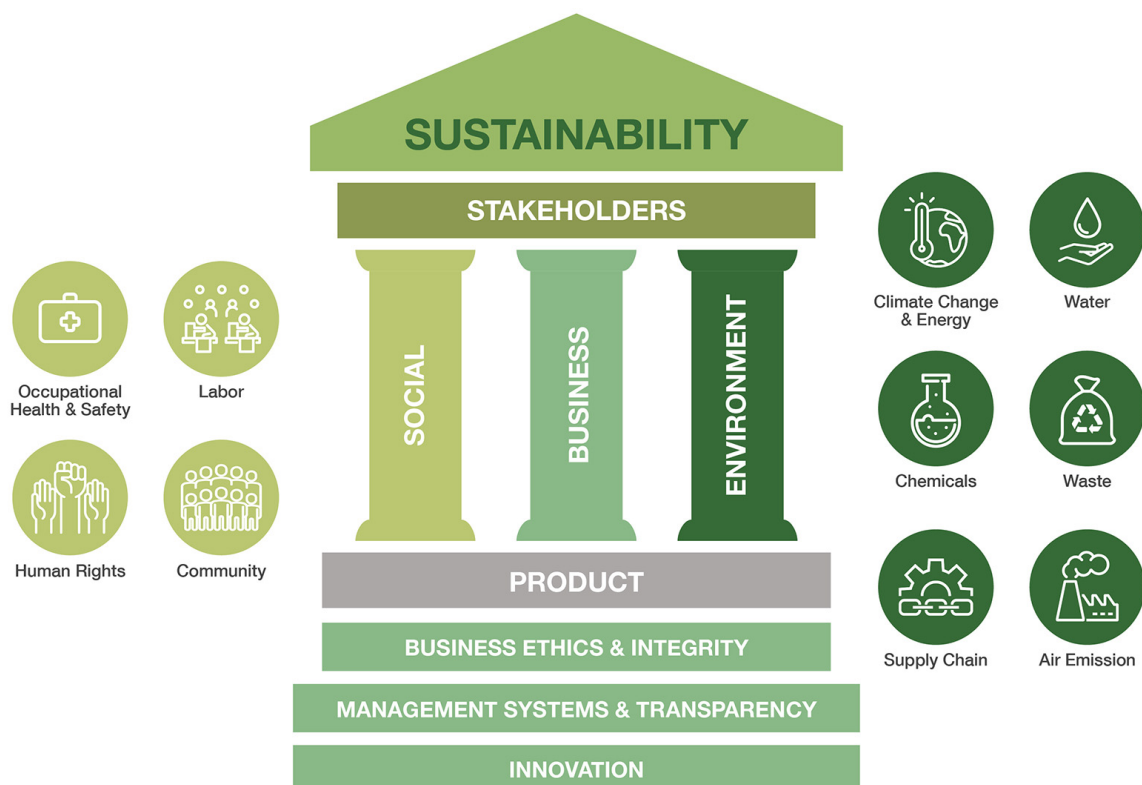 SUSTAINABILITY
STAKEHOLDERS
SOCIAL
BUSINESS
ENVIRONMENT
PRODUCT
BUSINESS ETHICS & INTEGRITY
MANAGEMENT SYSTEMS & TRANSPARENCY
INNOVATION
Occupational
Health & Safety
Labor
Human Rights
Community
Climate Change
& Energy
Water
Chemicals
Waste
Supply Chain
Air Emission